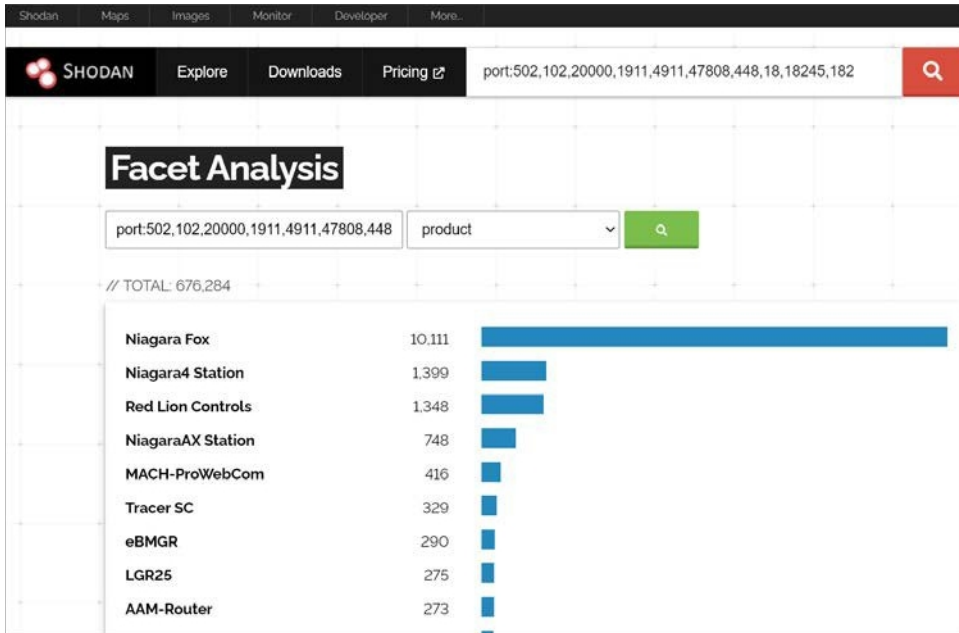 Shodan Maps Images Monitor Developer More...
SHODAN Explore Downloads Pricing port:502,102,20000,1911,4911,47808,448,18,18245,182
Facet Analysis
port:502,102,20000,1911,4911,47808,448 product
// TOTAL: 676,284
Niagara Fox 10,111
Niagara4 Station 1,399
Red Lion Controls 1,348
NiagaraAX Station 748
MACH-ProWebCom 416
Tracer SC 329
eBMGR 290
LGR25 275
AAM-Router 273